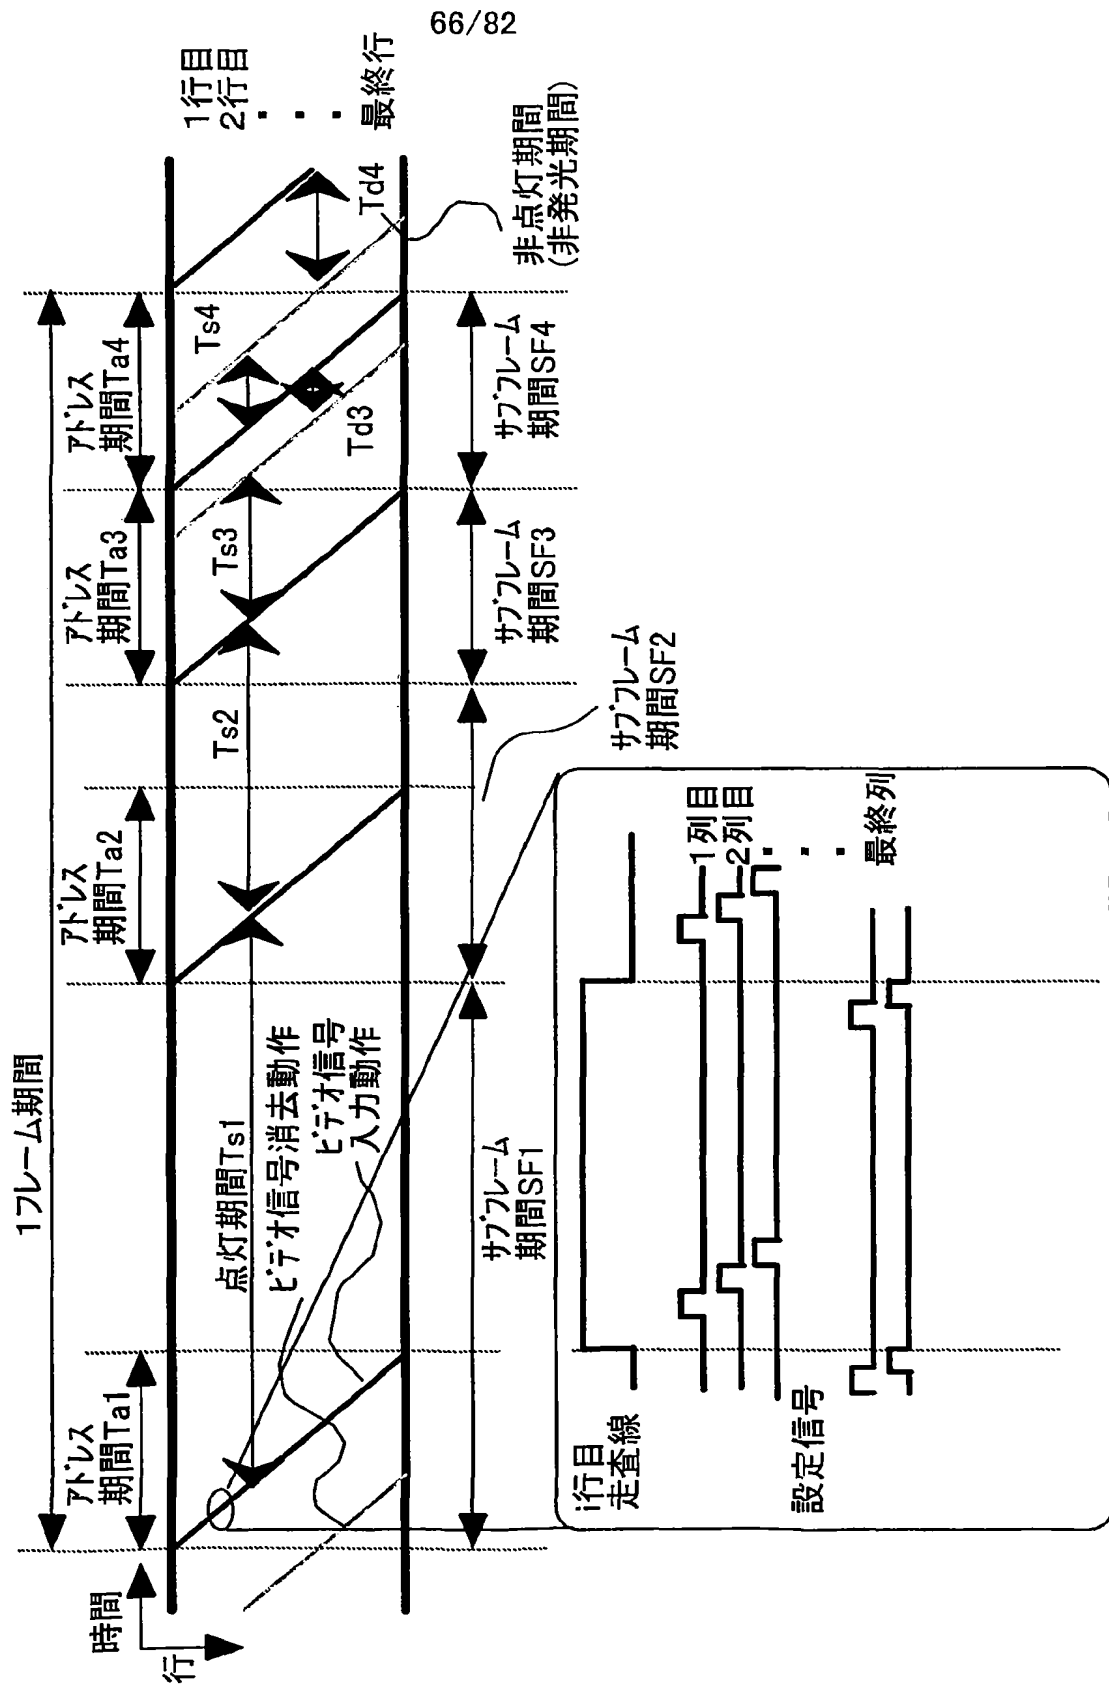 66/82
1フレーム期間
アドレス
期間Ta1
アドレス
期間Ta2
アドレス
期間Ta3
アドレス
期間Ta4
時間
行
1行目
2行目
・
・
・
最終行
点灯期間Ts1
ビデオ信号消去動作
ビデオ信号
入力動作
Ts2
Ts3
Ts4
Td3
Td4
非点灯期間
(非発光期間)
サブフレーム
期間SF1
サブフレーム
期間SF2
サブフレーム
期間SF3
サブフレーム
期間SF4
i行目
走査線
設定信号
1列目
2列目
・
・
・
最終列